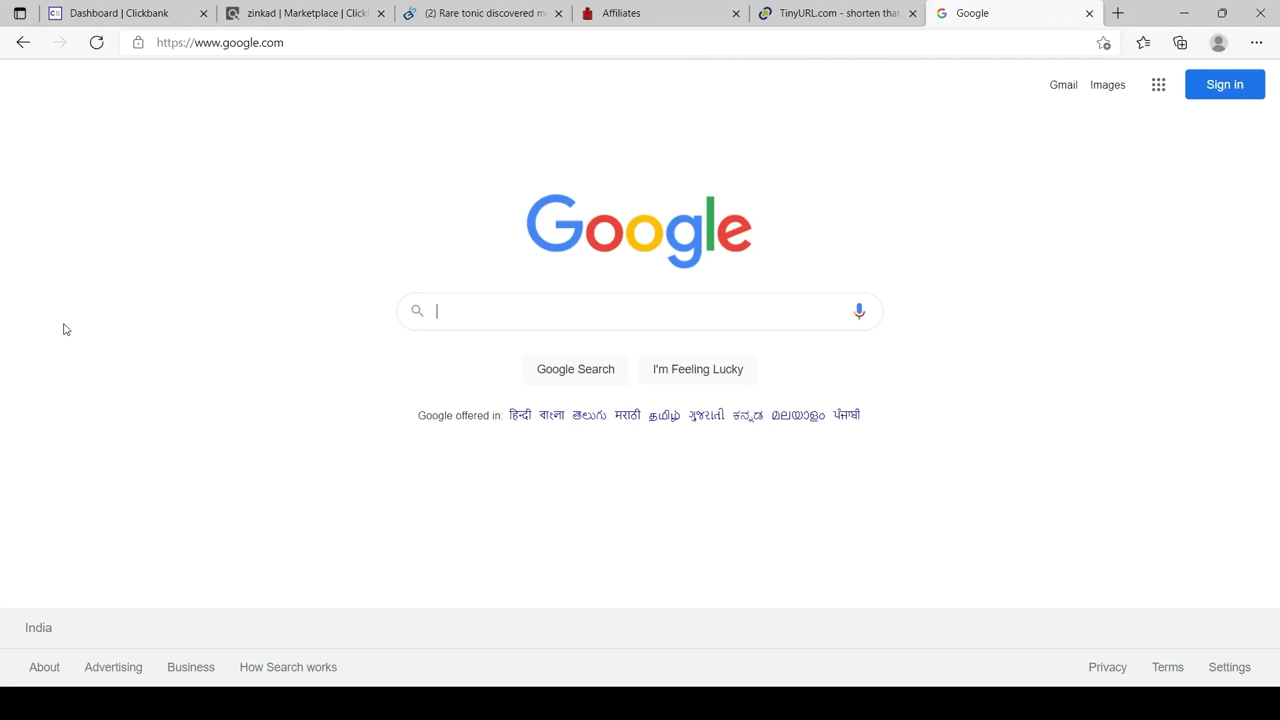 Dashboard | Clickbank
zinkad | Marketplace | Click
(2) Rare tonic discovered m
Affiliates
TinyURL.com - shorten that
Google
https://www.google.com
Gmail Images Sign in
Google
Google Search I'm Feeling Lucky
Google offered in: हिन्दी বাংলা తెలుగు मराठी தமிழ் ગુજરાતી ಕನ್ನಡ മലയാളം ਪੰਜਾਬੀ
India
About Advertising Business How Search works Privacy Terms Settings